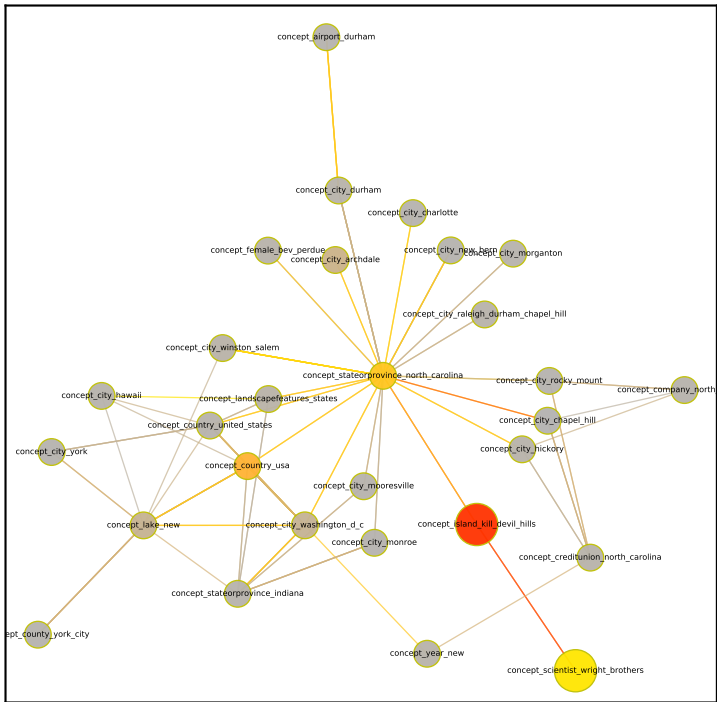 concept_airport_durham
concept_city_durham
concept_city_charlotte
concept_female_bev_perdue
concept_city_new_bern
concept_city_morganton
concept_city_archdale
concept_city_raleigh_durham_chapel_hill
concept_city_winston_salem
concept_stateorprovince_north_carolina
concept_city_rocky_mount
concept_company_north
concept_city_hawaii
concept_landscapefeatures_states
concept_city_chapel_hill
concept_country_united_states
concept_city_hickory
concept_city_york
concept_country_usa
concept_city_mooresville
concept_lake_new
concept_city_washington_d_c
concept_island_kill_devil_hills
concept_city_monroe
concept_creditunion_north_carolina
concept_stateorprovince_indiana
ept_county_york_city
concept_year_new
concept_scientist_wright_brothers